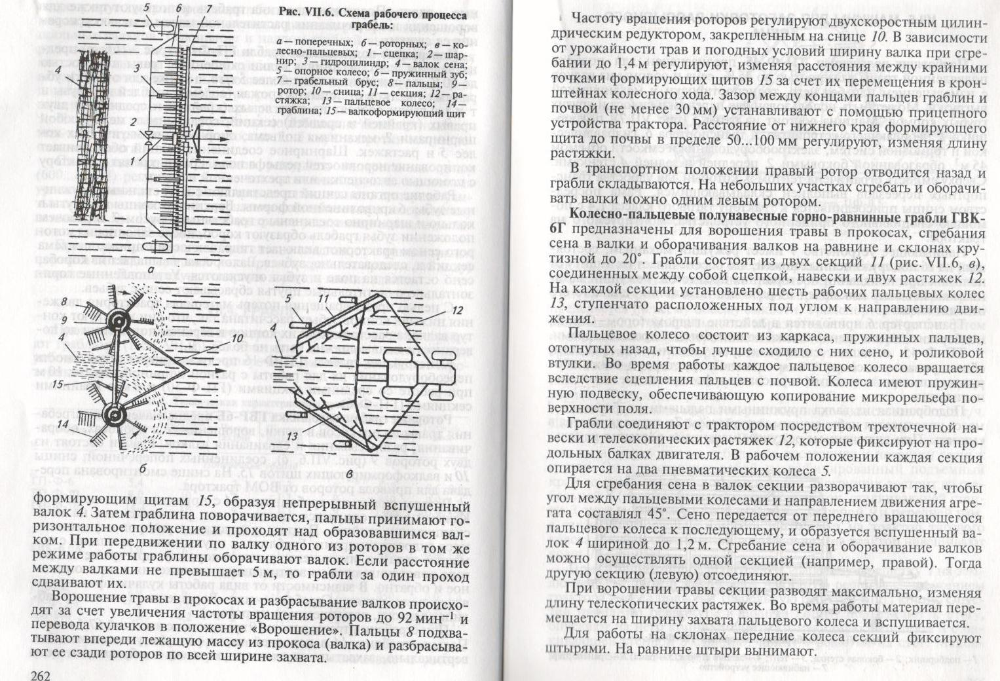 5 6 7
4
3
2
1
а
Рис. VII.6. Схема рабочего процесса
грабель:
а — поперечных; б — роторных; в — ко-
лесно-пальцевых; 1 — сцепка; 2 — шар-
нир; 3 — гидроцилиндр; 4 — валок сена;
5 — опорное колесо; 6 — пружинный зуб;
7 — грабельный брус; 8 — пальцы; 9 —
ротор; 10 — сница; 11 — секция; 12 — ра-
стяжка; 13 — пальцевое колесо; 14 —
граблина; 15 — валкоформирующий щит
8
9
4
10
15
14
б
5 11 12
13
в
формирующим щитам 15, образуя непрерывный вспушенный
валок 4. Затем граблина поворачивается, пальцы принимают го-
ризонтальное положение и проходят над образовавшимся вал-
ком. При передвижении по валку одного из роторов в том же
режиме работы граблины оборачивают валок. Если расстояние
между валками не превышает 5 м, то грабли за один проход
сдваивают их.
Ворошение травы в прокосах и разбрасывание валков происхо-
дят за счет увеличения частоты вращения роторов до 92 мин⁻¹ и
перевода кулачков в положение «Ворошение». Пальцы 8 подхва-
тывают впереди лежащую массу из прокоса (валка) и разбрасыва-
ют ее сзади роторов по всей ширине захвата.
262
Частоту вращения роторов регулируют двухскоростным цилин-
дрическим редуктором, закрепленным на снице 10. В зависимости
от урожайности трав и погодных условий ширину валка при сгре-
бании до 1,4 м регулируют, изменяя расстояния между крайними
точками формирующих щитов 15 за счет их перемещения в крон-
штейнах колесного хода. Зазор между концами пальцев граблин и
почвой (не менее 30 мм) устанавливают с помощью прицепного
устройства трактора. Расстояние от нижнего края формирующего
щита до почвы в пределе 50...100 мм регулируют, изменяя длину
растяжки.
В транспортном положении правый ротор отводится назад и
грабли складываются. На небольших участках сгребать и оборачи-
вать валки можно одним левым ротором.
Колесно-пальцевые полунавесные горно-равнинные грабли ГВК-
6Г предназначены для ворошения травы в прокосах, сгребания
сена в валки и оборачивания валков на равнине и склонах кру-
тизной до 20°. Грабли состоят из двух секций 11 (рис. VII.6, в),
соединенных между собой сцепкой, навески и двух растяжек 12.
На каждой секции установлено шесть рабочих пальцевых колес
13, ступенчато расположенных под углом к направлению дви-
жения.
Пальцевое колесо состоит из каркаса, пружинных пальцев,
отогнутых назад, чтобы лучше сходило с них сено, и роликовой
втулки. Во время работы каждое пальцевое колесо вращается
вследствие сцепления пальцев с почвой. Колеса имеют пружин-
ную подвеску, обеспечивающую копирование микрорельефа по-
верхности поля.
Грабли соединяют с трактором посредством трехточечной на-
вески и телескопических растяжек 12, которые фиксируют на про-
дольных балках двигателя. В рабочем положении каждая секция
опирается на два пневматических колеса 5.
Для сгребания сена в валок секции разворачивают так, чтобы
угол между пальцевыми колесами и направлением движения агре-
гата составлял 45°. Сено передается от переднего вращающегося
пальцевого колеса к последующему, и образуется вспушенный ва-
лок 4 шириной до 1,2 м. Сгребание сена и оборачивание валков
можно осуществлять одной секцией (например, правой). Тогда
другую секцию (левую) отсоединяют.
При ворошении травы секции разводят максимально, изменяя
длину телескопических растяжек. Во время работы материал пере-
мещается на ширину захвата пальцевого колеса и вспушивается.
Для работы на склонах передние колеса секций фиксируют
штырями. На равнине штыри вынимают.